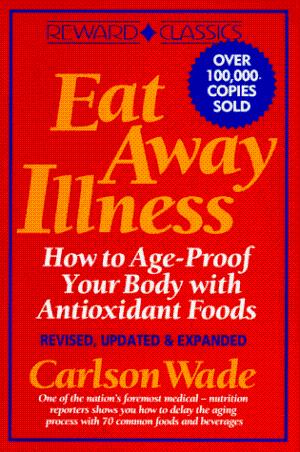 REWARD CLASSICS
OVER
100,000
COPIES
SOLD
Eat
Away
Illness
How to Age-Proof
Your Body with
Antioxidant Foods
REVISED, UPDATED & EXPANDED
Carlson Wade
One of the nation's foremost medical – nutrition
reporters shows you how to delay the aging
process with 70 common foods and beverages